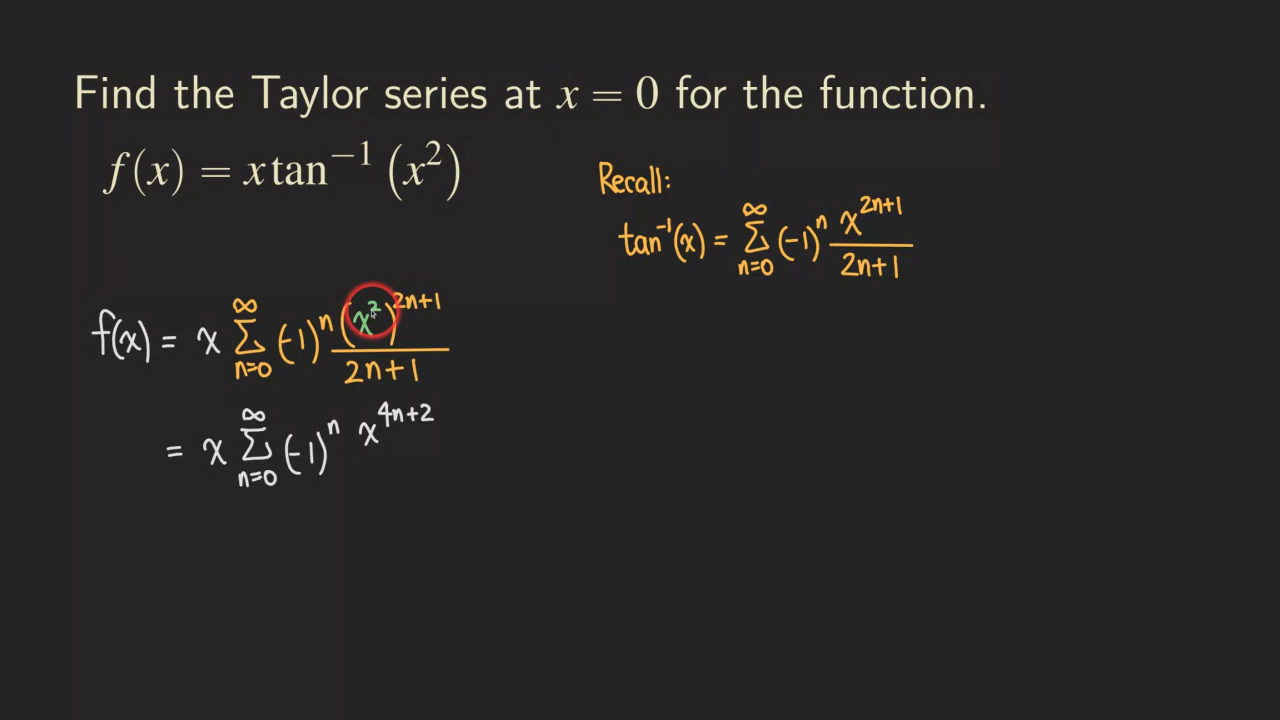 Find the Taylor series at x = 0 for the function.
f(x) = x tan⁻¹ (x²)
Recall:
tan⁻¹(x) = ∑_{n=0}^{∞} (-1)ⁿ x^{2n+1} / 2n+1
f(x) = x ∑_{n=0}^{∞} (-1)ⁿ (x²)^{2n+1} / 2n+1
= x ∑_{n=0}^{∞} (-1)ⁿ x^{4n+2}